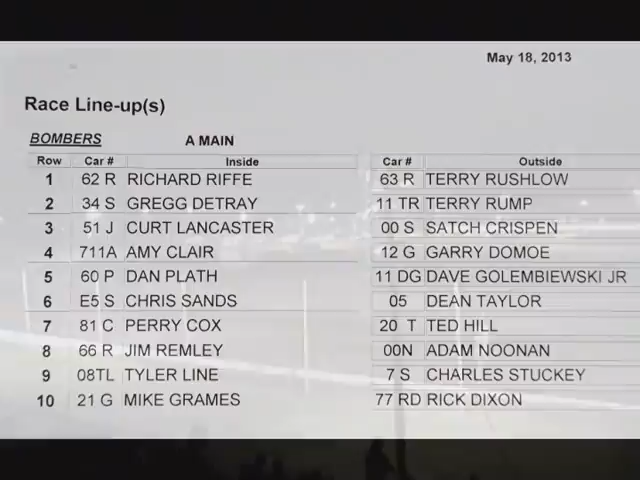 May 18, 2013
Race Line-up(s)
BOMBERS A MAIN
Row Car # Inside Car # Outside
1 62 R RICHARD RIFFE 63 R TERRY RUSHLOW
2 34 S GREGG DETRAY 11 TR TERRY RUMP
3 51 J CURT LANCASTER 00 S SATCH CRISPEN
4 711A AMY CLAIR 12 G GARRY DOMOE
5 60 P DAN PLATH 11 DG DAVE GOLEMBIEWSKI JR
6 E5 S CHRIS SANDS 05 DEAN TAYLOR
7 81 C PERRY COX 20 T TED HILL
8 66 R JIM REMLEY 00N ADAM NOONAN
9 08TL TYLER LINE 7 S CHARLES STUCKEY
10 21 G MIKE GRAMES 77 RD RICK DIXON